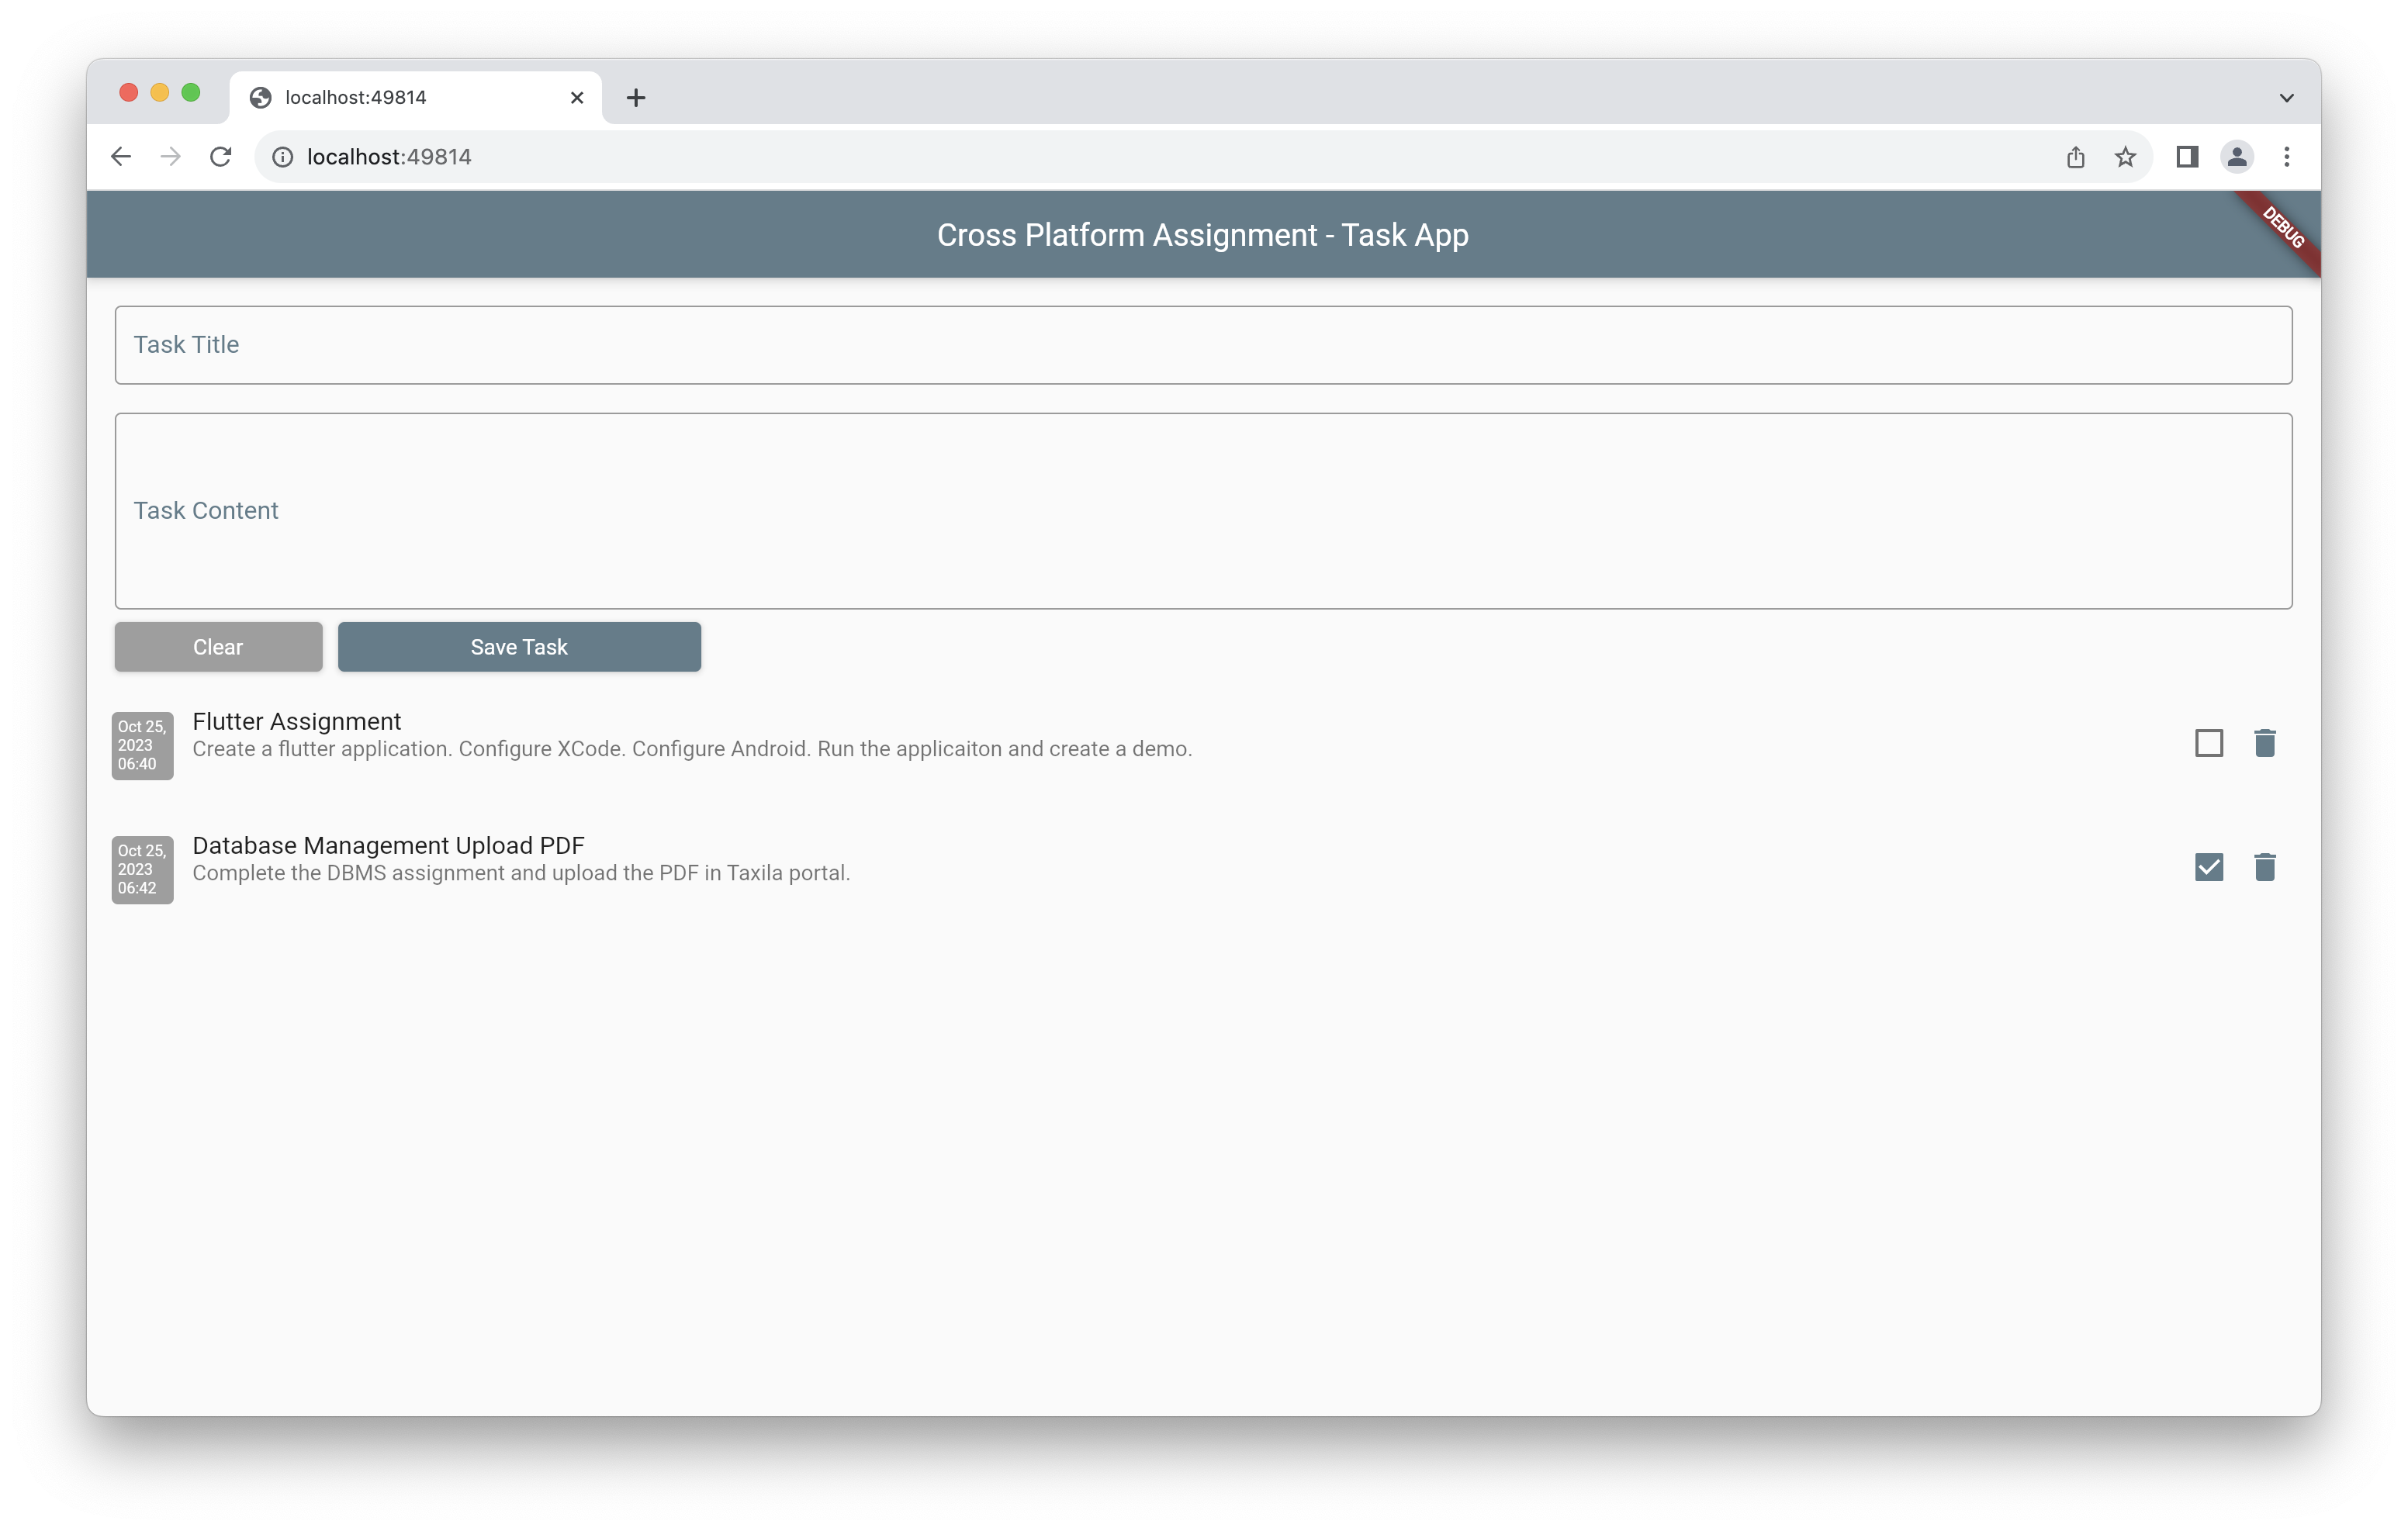 localhost:49814
localhost:49814
Cross Platform Assignment - Task App
DEBUG
Task Title
Task Content
Clear
Save Task
Oct 25,
2023
06:40
Flutter Assignment
Create a flutter application. Configure XCode. Configure Android. Run the applicaiton and create a demo.
Oct 25,
2023
06:42
Database Management Upload PDF
Complete the DBMS assignment and upload the PDF in Taxila portal.